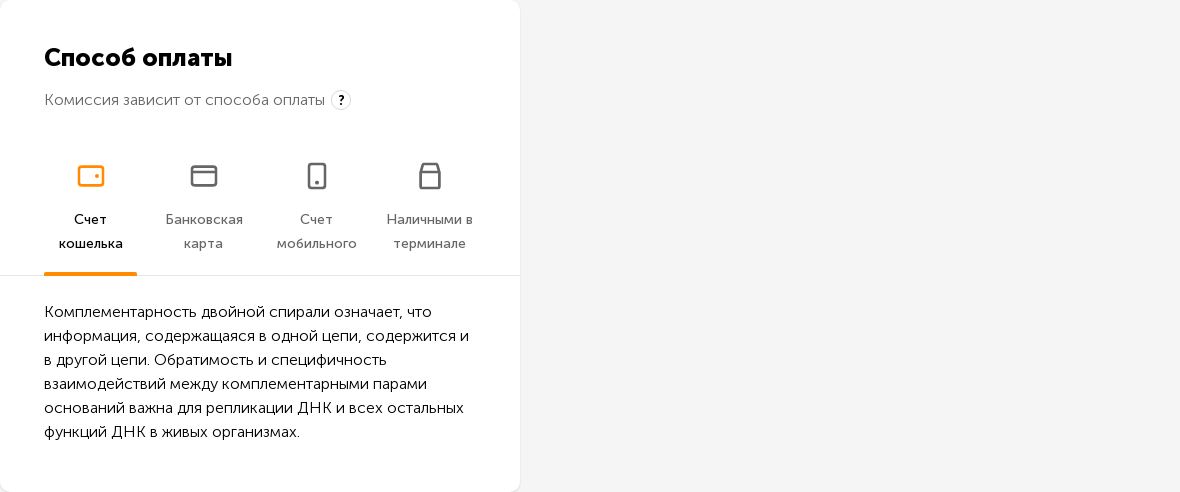 Способ оплаты
Комиссия зависит от способа оплаты ?
Счет кошелька
Банковская карта
Счет мобильного
Наличными в терминале
Комплементарность двойной спирали означает, что
информация, содержащаяся в одной цепи, содержится и
в другой цепи. Обратимость и специфичность
взаимодействий между комплементарными парами
оснований важна для репликации ДНК и всех остальных
функций ДНК в живых организмах.